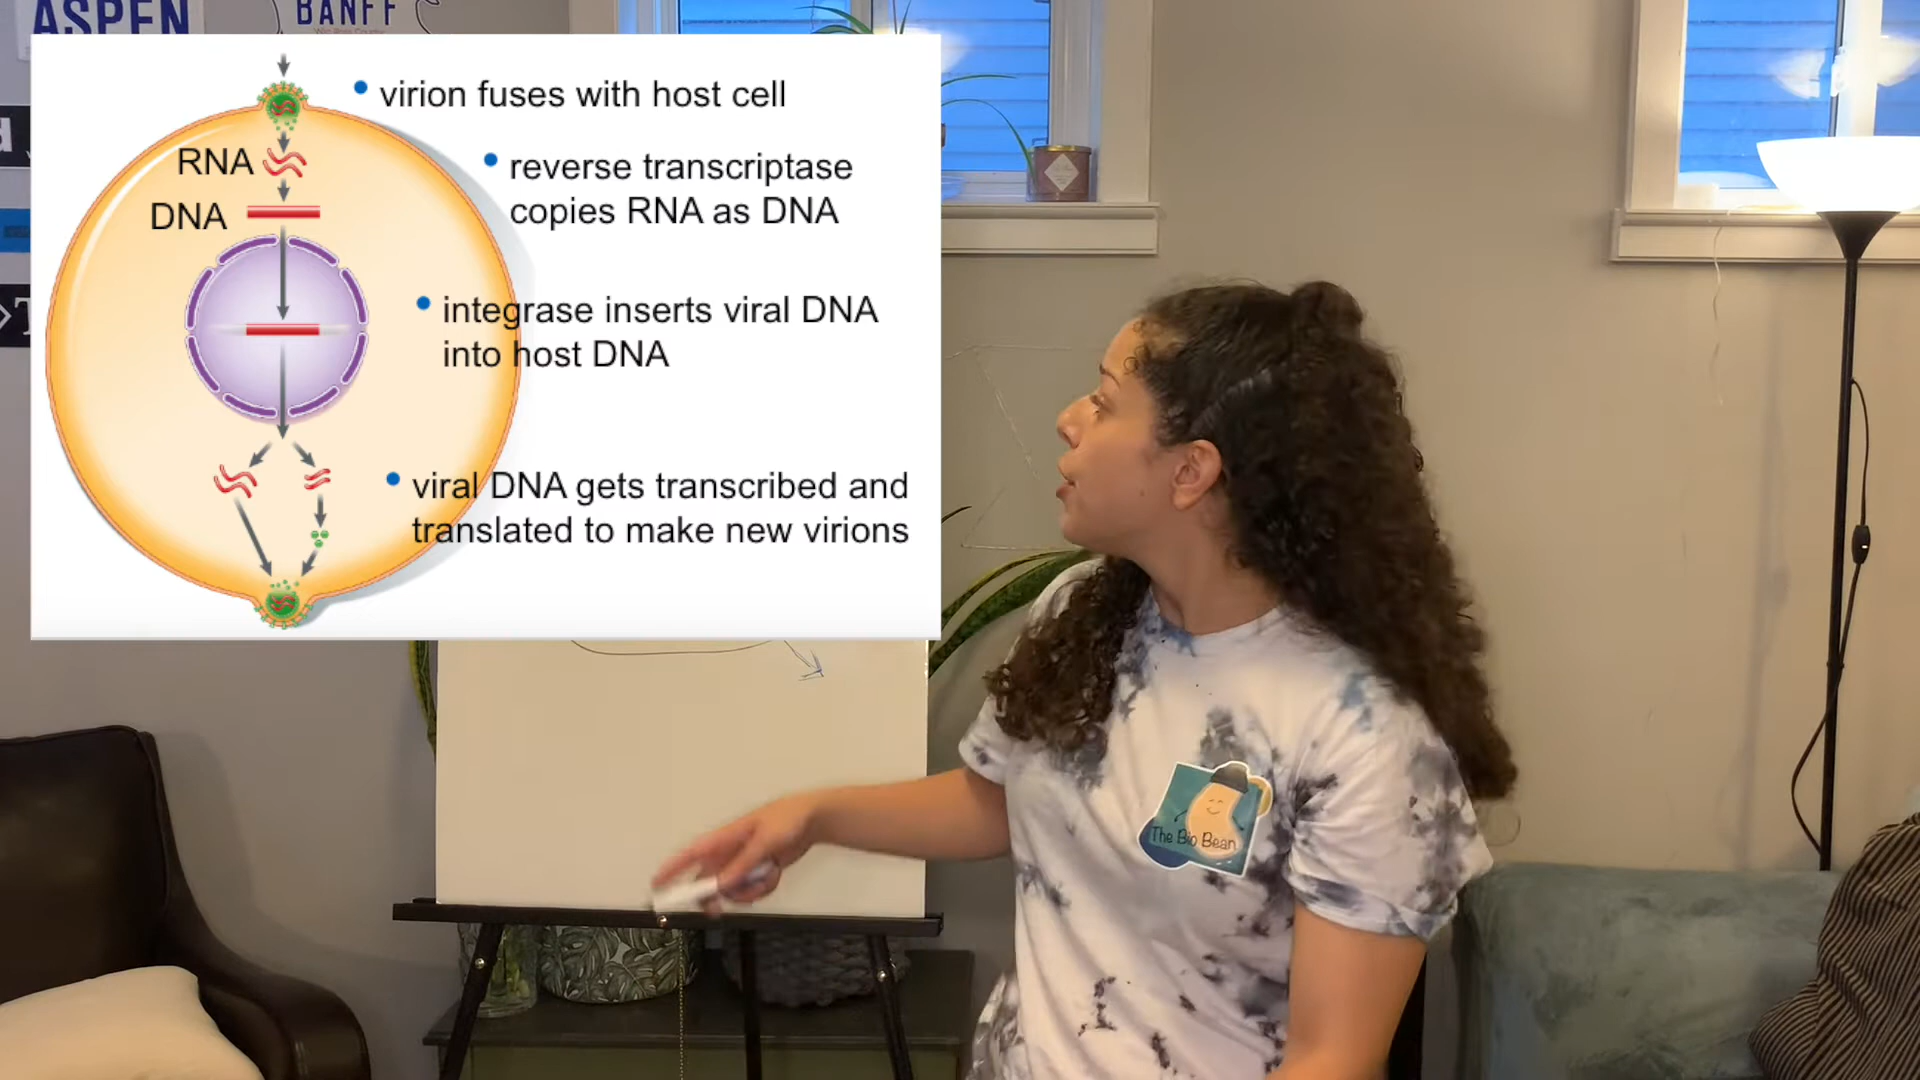 ASPEN
BANFF
virion fuses with host cell
RNA
reverse transcriptase
copies RNA as DNA
DNA
integrase inserts viral DNA
into host DNA
viral DNA gets transcribed and
translated to make new virions
The Bio Bean